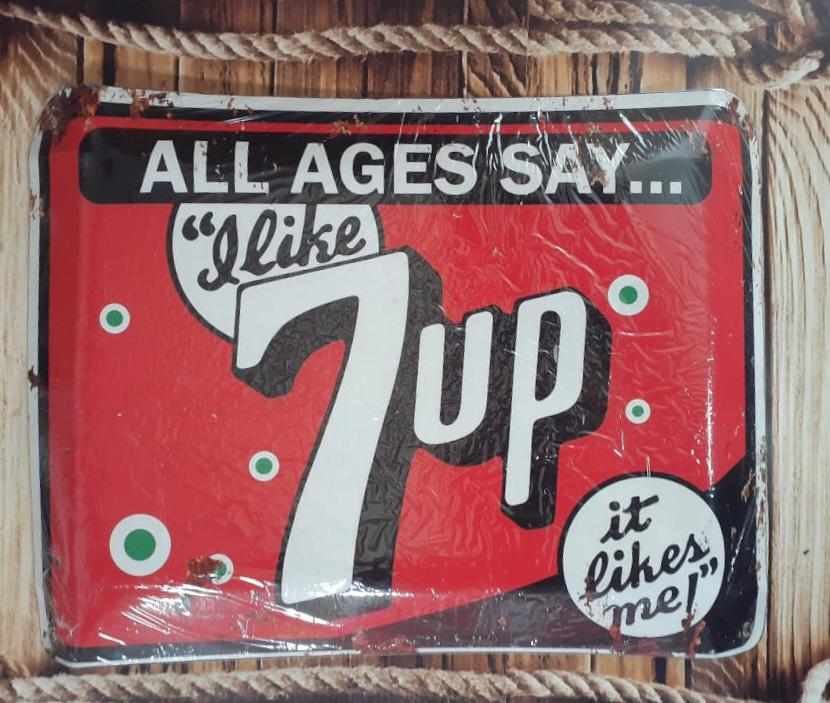 ALL AGES SAY...
“I like
7up
it
likes
me!”